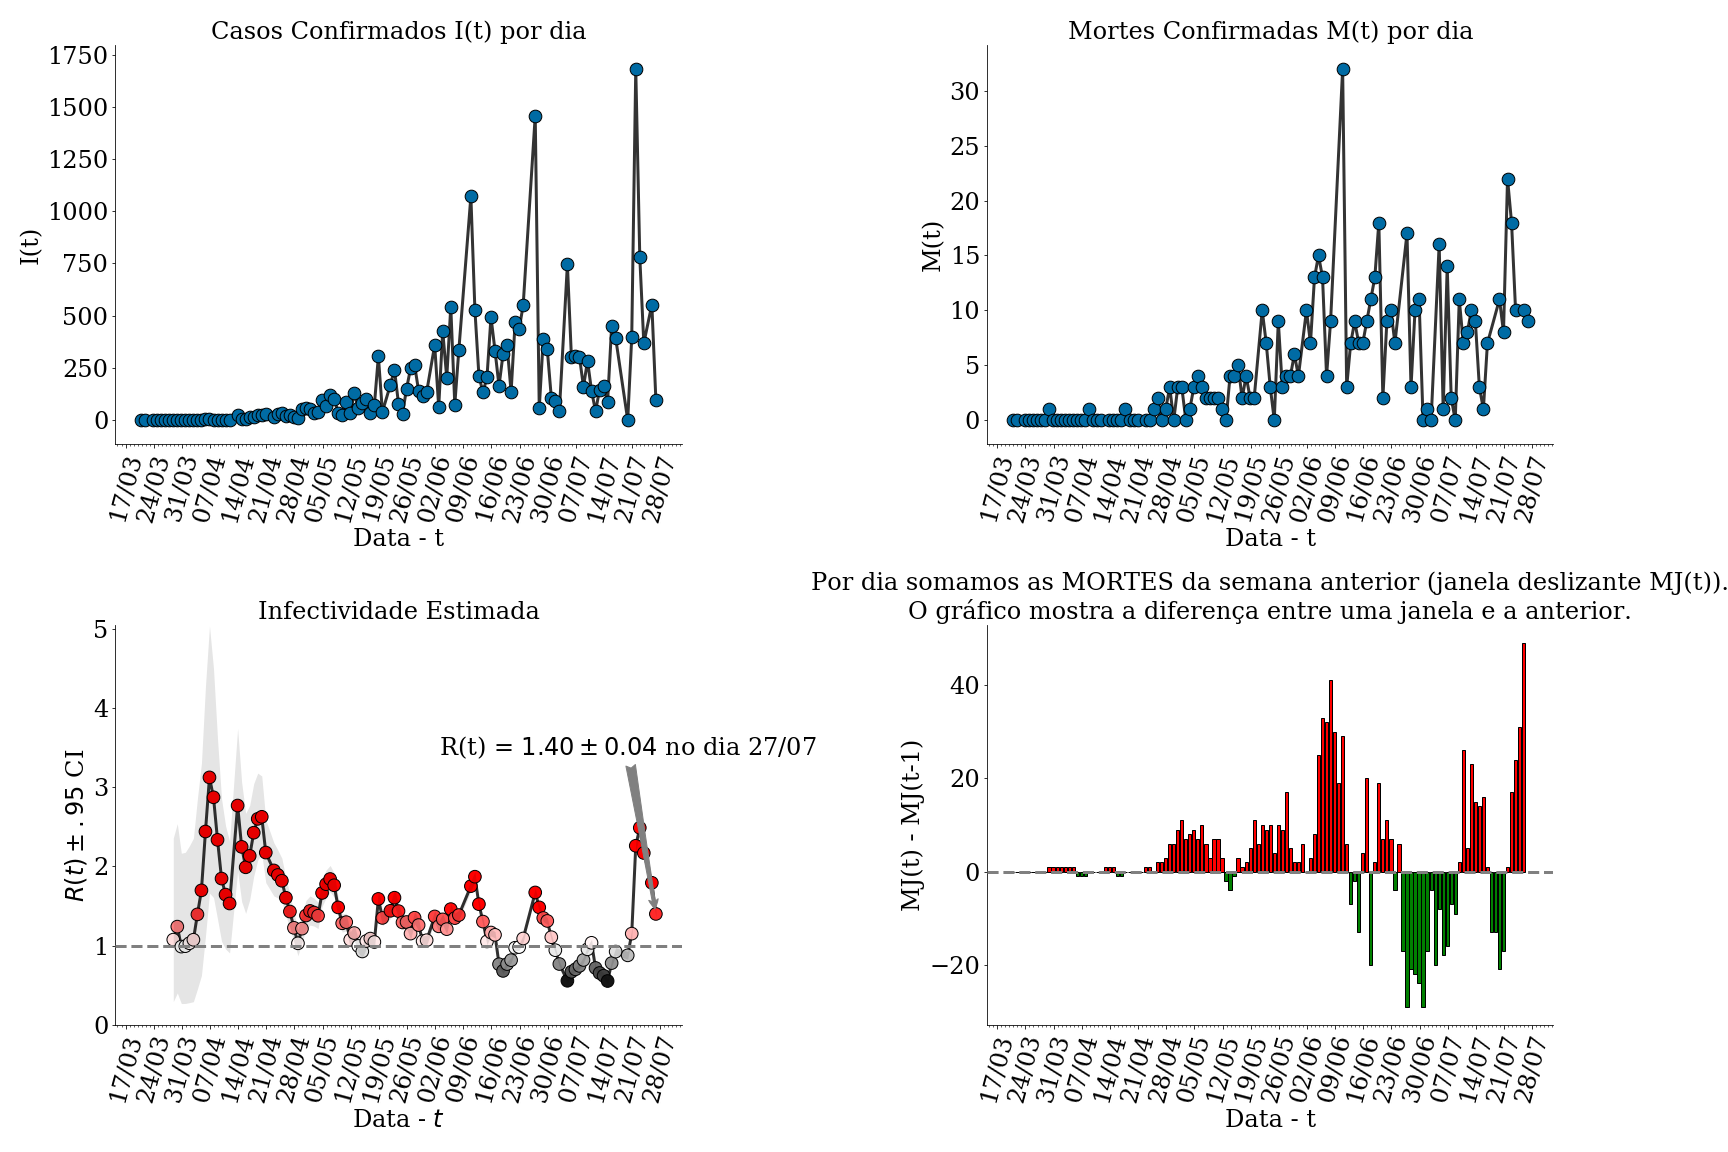 Casos Confirmados I(t) por dia
1750
1500
1250
1000
750
500
250
0
I(t)
17/03 24/03 31/03 07/04 14/04 21/04 28/04 05/05 12/05 19/05 26/05 02/06 09/06 16/06 23/06 30/06 07/07 14/07 21/07 28/07
Data - t
Mortes Confirmadas M(t) por dia
30
25
20
15
10
5
0
M(t)
17/03 24/03 31/03 07/04 14/04 21/04 28/04 05/05 12/05 19/05 26/05 02/06 09/06 16/06 23/06 30/06 07/07 14/07 21/07 28/07
Data - t
Infectividade Estimada
5
4
3
2
1
0
R(t) ± .95 CI
R(t) = 1.40 ± 0.04 no dia 27/07
17/03 24/03 31/03 07/04 14/04 21/04 28/04 05/05 12/05 19/05 26/05 02/06 09/06 16/06 23/06 30/06 07/07 14/07 21/07 28/07
Data - t
Por dia somamos as MORTES da semana anterior (janela deslizante MJ(t)).
O gráfico mostra a diferença entre uma janela e a anterior.
40
20
0
−20
MJ(t) - MJ(t-1)
17/03 24/03 31/03 07/04 14/04 21/04 28/04 05/05 12/05 19/05 26/05 02/06 09/06 16/06 23/06 30/06 07/07 14/07 21/07 28/07
Data - t